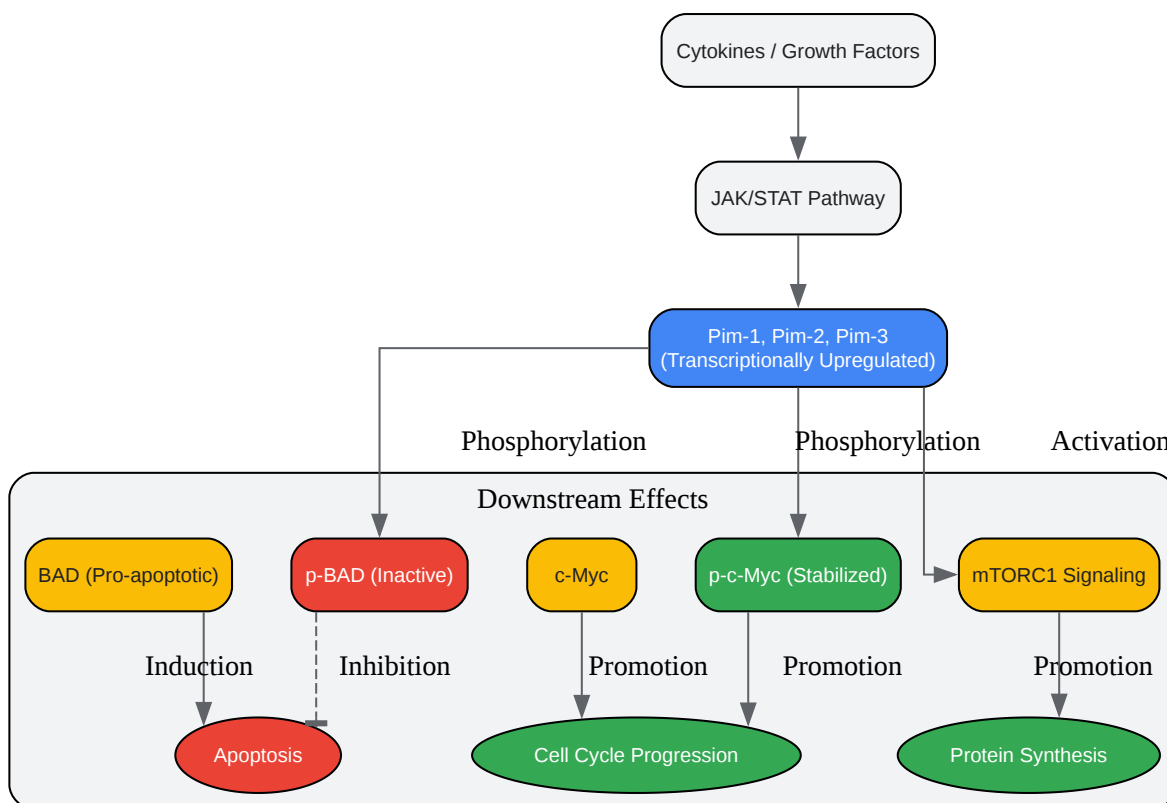 Cytokines / Growth Factors
JAK/STAT Pathway
Pim-1, Pim-2, Pim-3
(Transcriptionally Upregulated)
Phosphorylation
Phosphorylation
Activation
Downstream Effects
BAD (Pro-apoptotic)
p-BAD (Inactive)
c-Myc
p-c-Myc (Stabilized)
mTORC1 Signaling
Induction
Inhibition
Promotion
Promotion
Promotion
Apoptosis
Cell Cycle Progression
Protein Synthesis